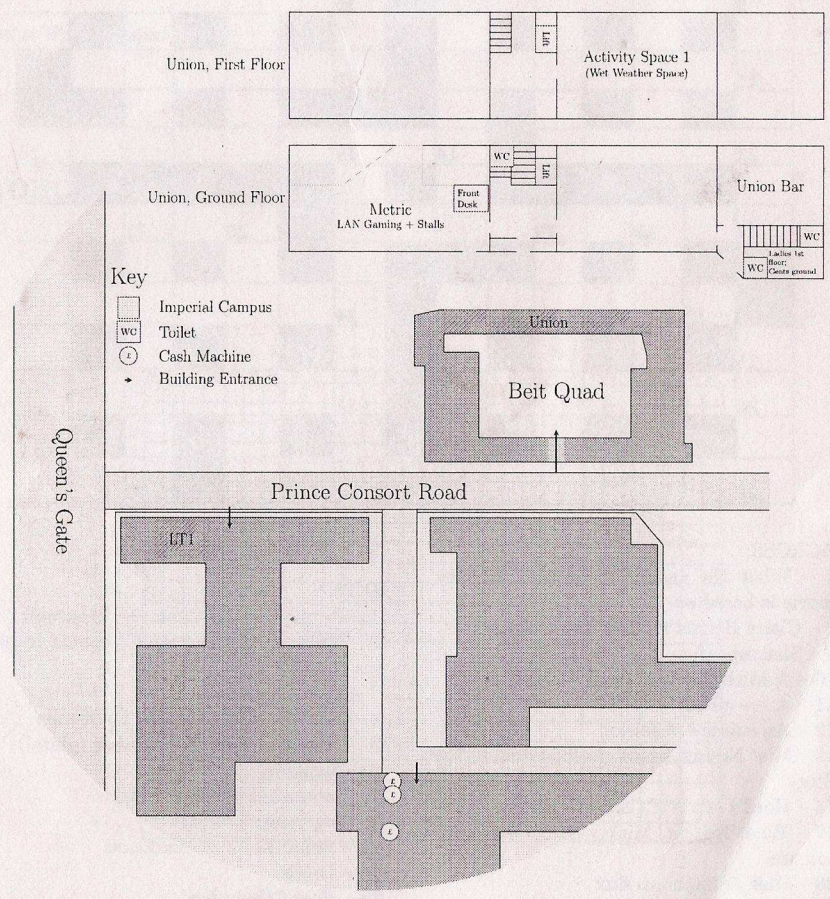 Union, First Floor
Lift
Activity Space 1
(Wet Weather Space)
Union, Ground Floor
WC
Lift
Front
Desk
Metric
LAN Gaming + Stalls
Union Bar
WC
Ladies 1st
floor;
Gents ground
WC
Key
Imperial Campus
WC
Toilet
£
Cash Machine
Building Entrance
Union
Beit Quad
Queen's Gate
Prince Consort Road
LT1
£
£
£